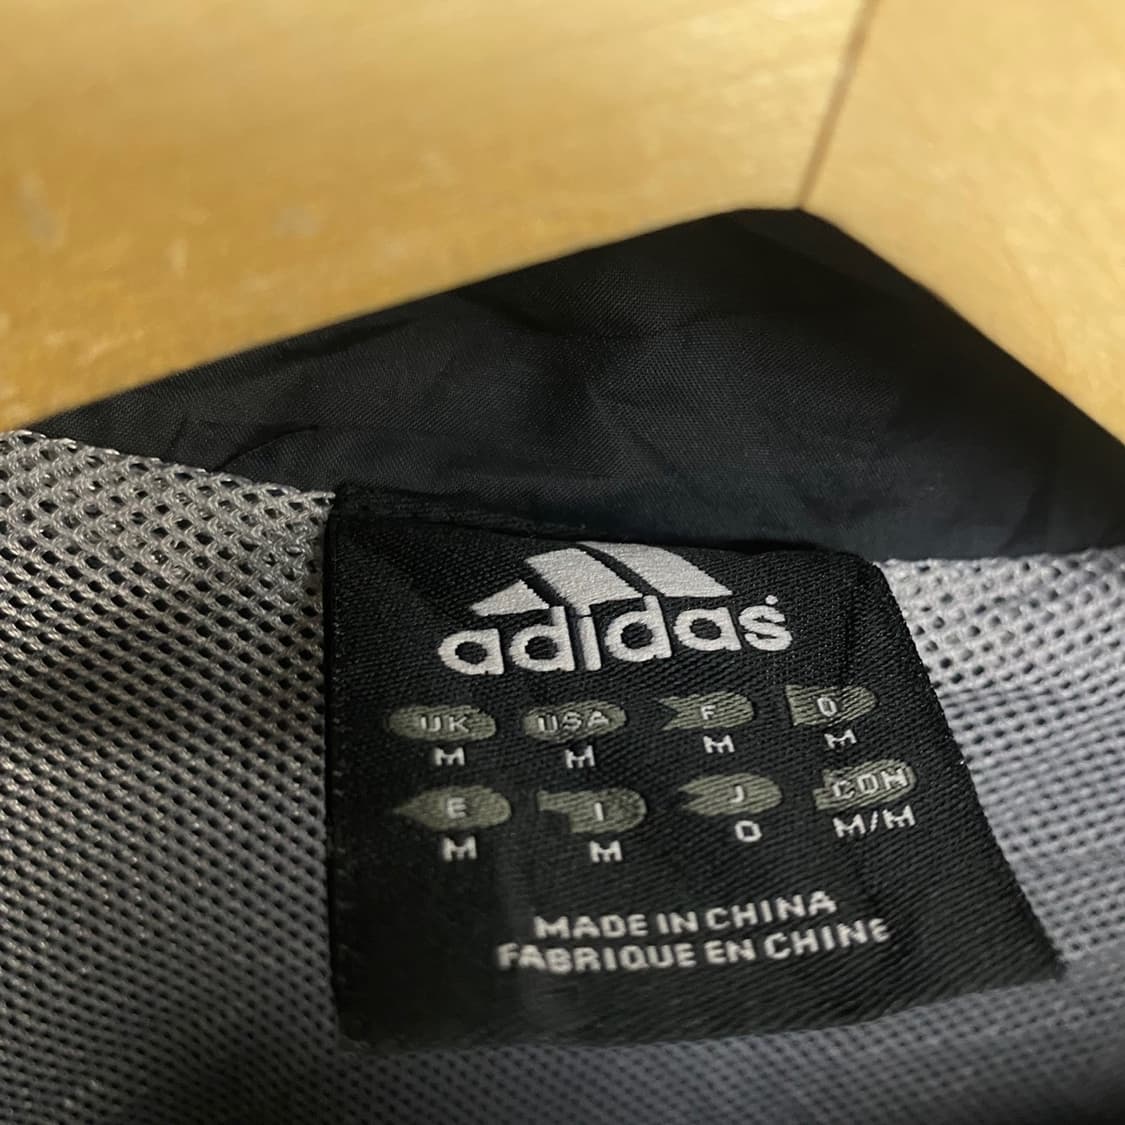 adidas
UK USA F D
M M M M
E I J CDN
M M O M/M
MADE IN CHINA
FABRIQUE EN CHINE